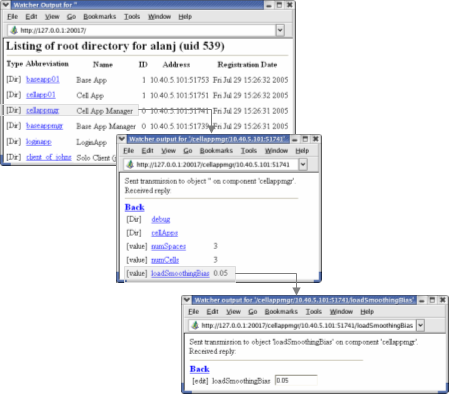 Watcher Output for ''
File Edit View Go Bookmarks Tools Window Help
http://127.0.0.1:20017/
Listing of root directory for alanj (uid 539)
Type Abbreviation Name ID Address Registration Date
[Dir] baseapp01 Base App 1 10.40.5.101:51753 Fri Jul 29 15:26:32 2005
[Dir] cellapp01 Cell App 1 10.40.5.101:51751 Fri Jul 29 15:26:32 2005
[Dir] cellappmgr Cell App Manager 0 10.40.5.101:51741 Fri Jul 29 15:26:31 2005
[Dir] baseappmgr Base App Manager 0 10.40.5.101:51739 Fri Jul 29 15:26:31 2005
[Dir] loginapp LoginApp
[Dir] client_of_johns Solo Client
Watcher output for '/cellappmgr/10.40.5.101:51741'
File Edit View Go Bookmarks Tools Window Help
http://127.0.0.1:20017/cellappmgr/10.40.5.101:51741
Sent transmission to object '' on component 'cellappmgr'.
Received reply
Back
[Dir] debug
[Dir] cellApps
[value] numSpaces 3
[value] numCells 3
[value] loadSmoothingBias 0.05
Watcher output for '/cellappmgr/10.40.5.101:51741/loadSmoothingBias'
File Edit View Go Bookmarks Tools Window Help
http://127.0.0.1:20017/cellappmgr/10.40.5.101:51741/loadSmoothingBias
Sent transmission to object 'loadSmoothingBias' on component 'cellappmgr'.
Received reply
Back
[edit] loadSmoothingBias 0.05